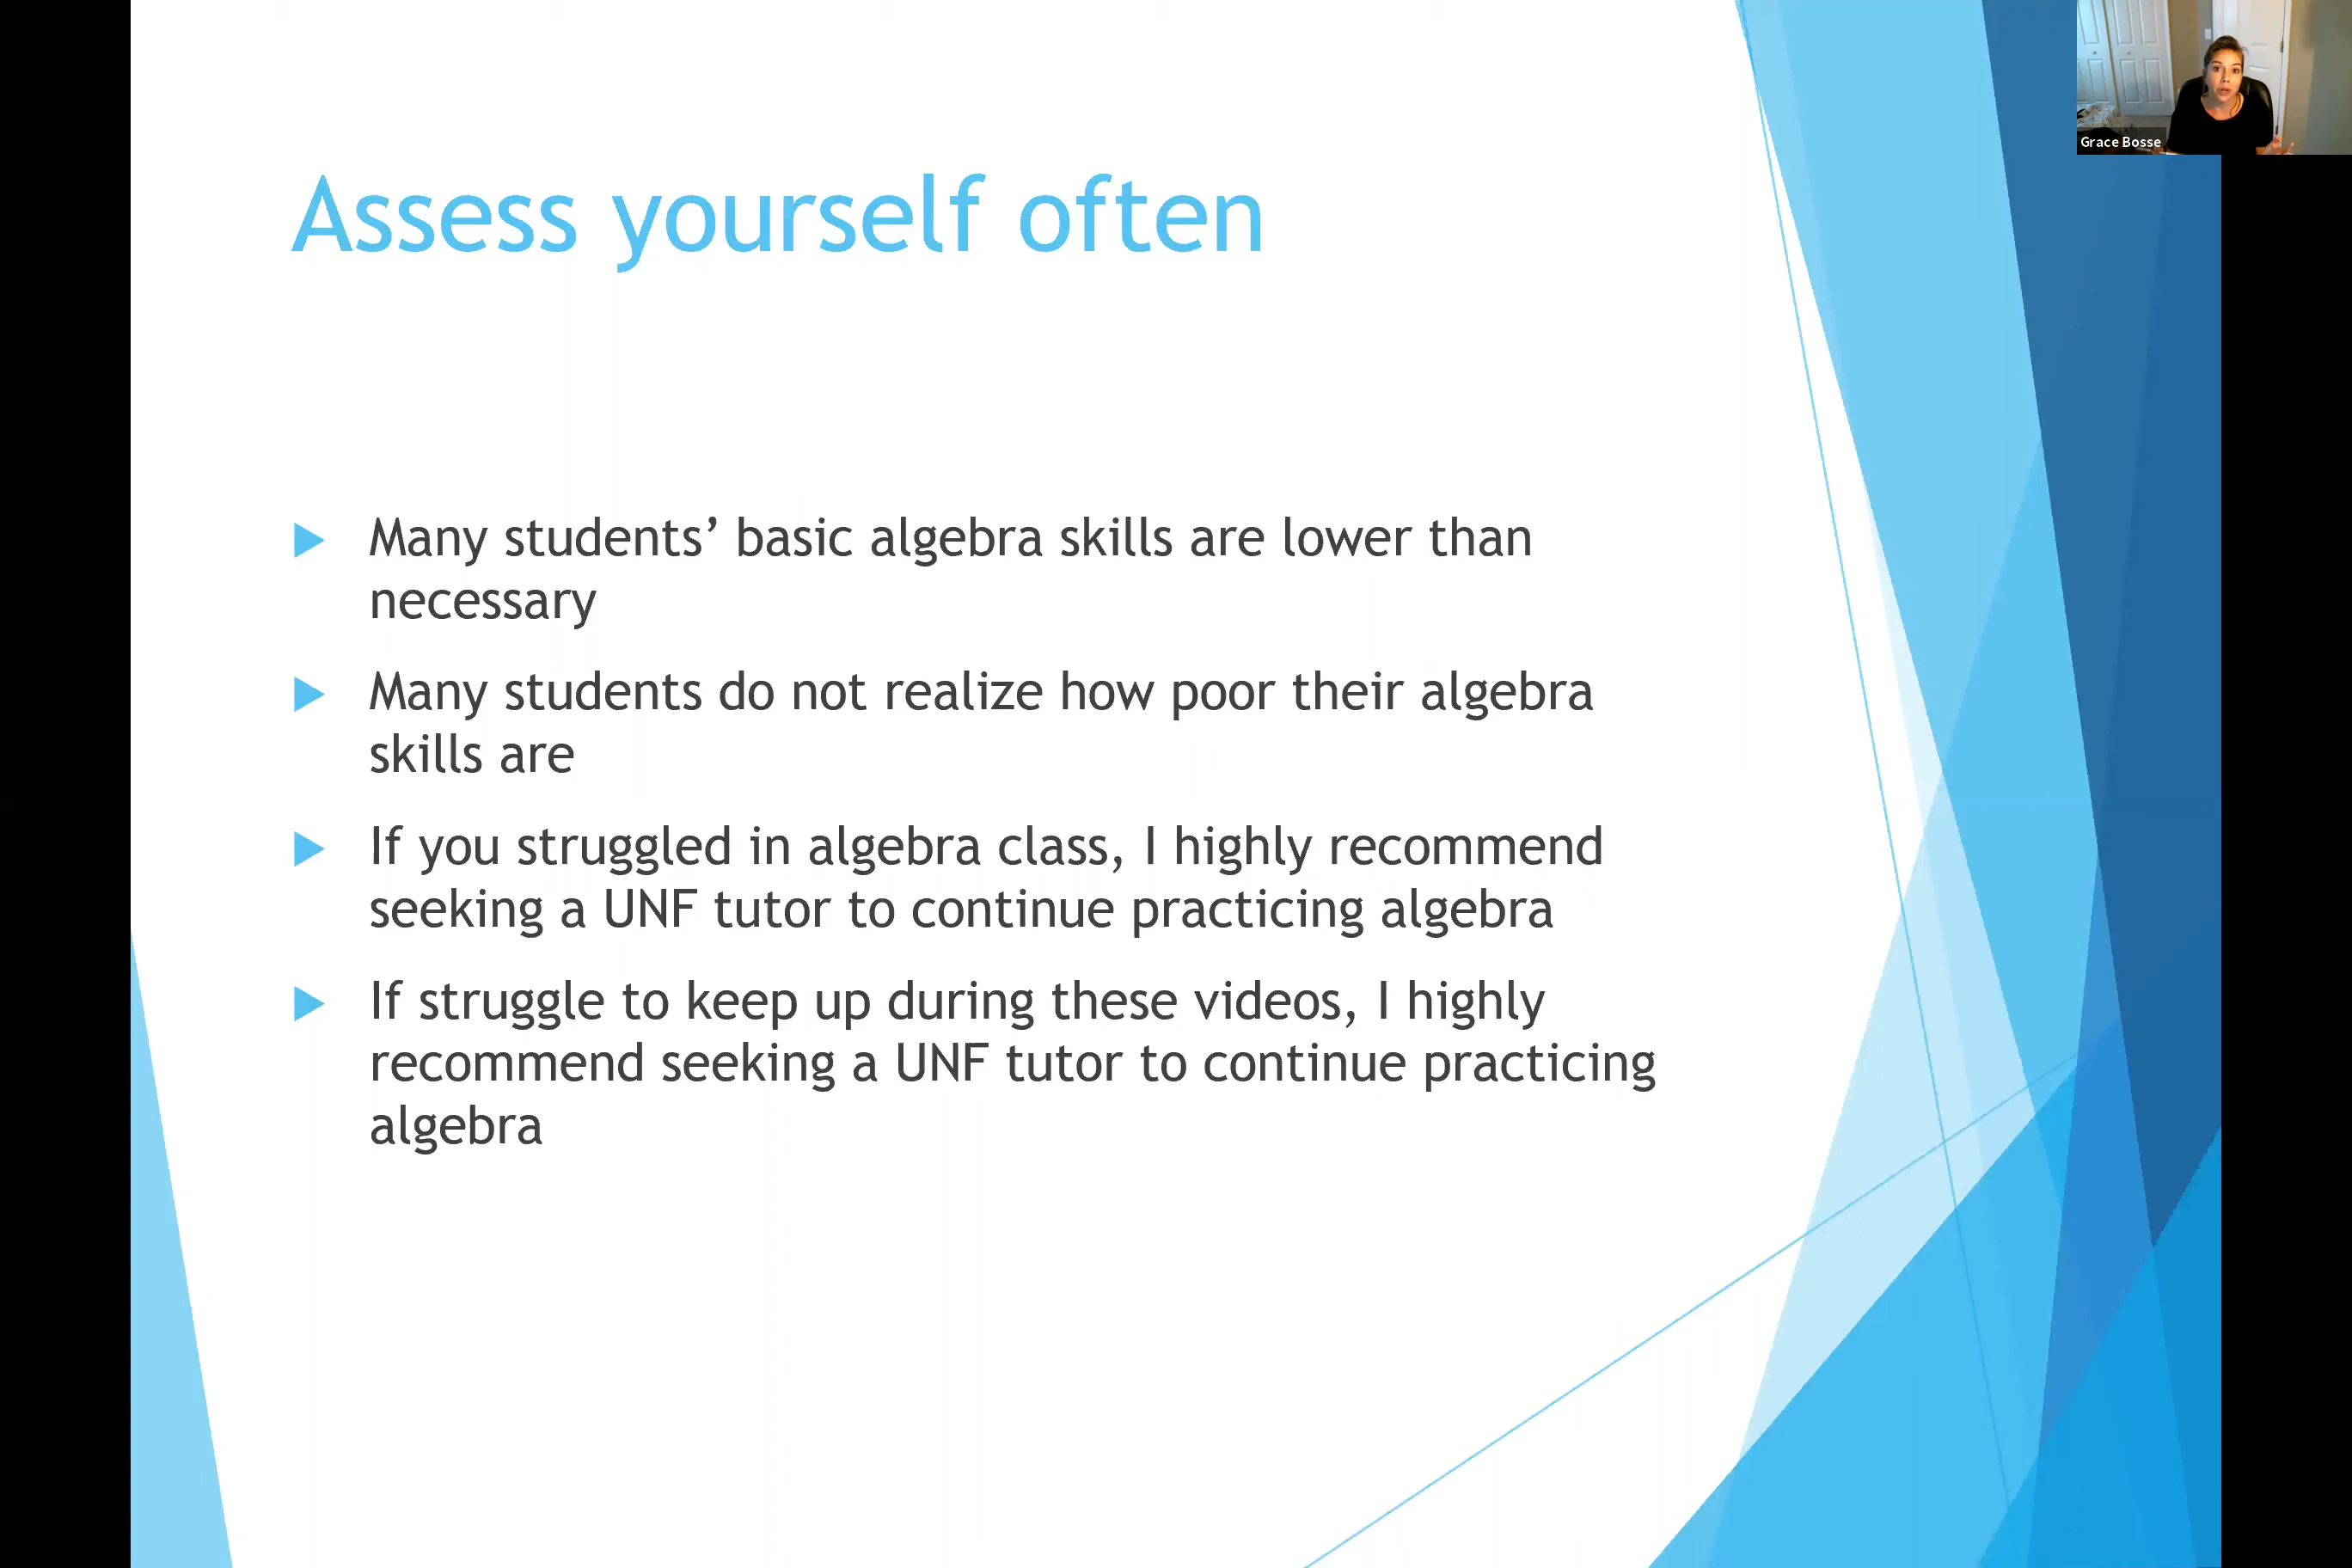 Grace Bosse
Assess yourself often
Many students’ basic algebra skills are lower than
necessary
Many students do not realize how poor their algebra
skills are
If you struggled in algebra class, I highly recommend
seeking a UNF tutor to continue practicing algebra
If struggle to keep up during these videos, I highly
recommend seeking a UNF tutor to continue practicing
algebra